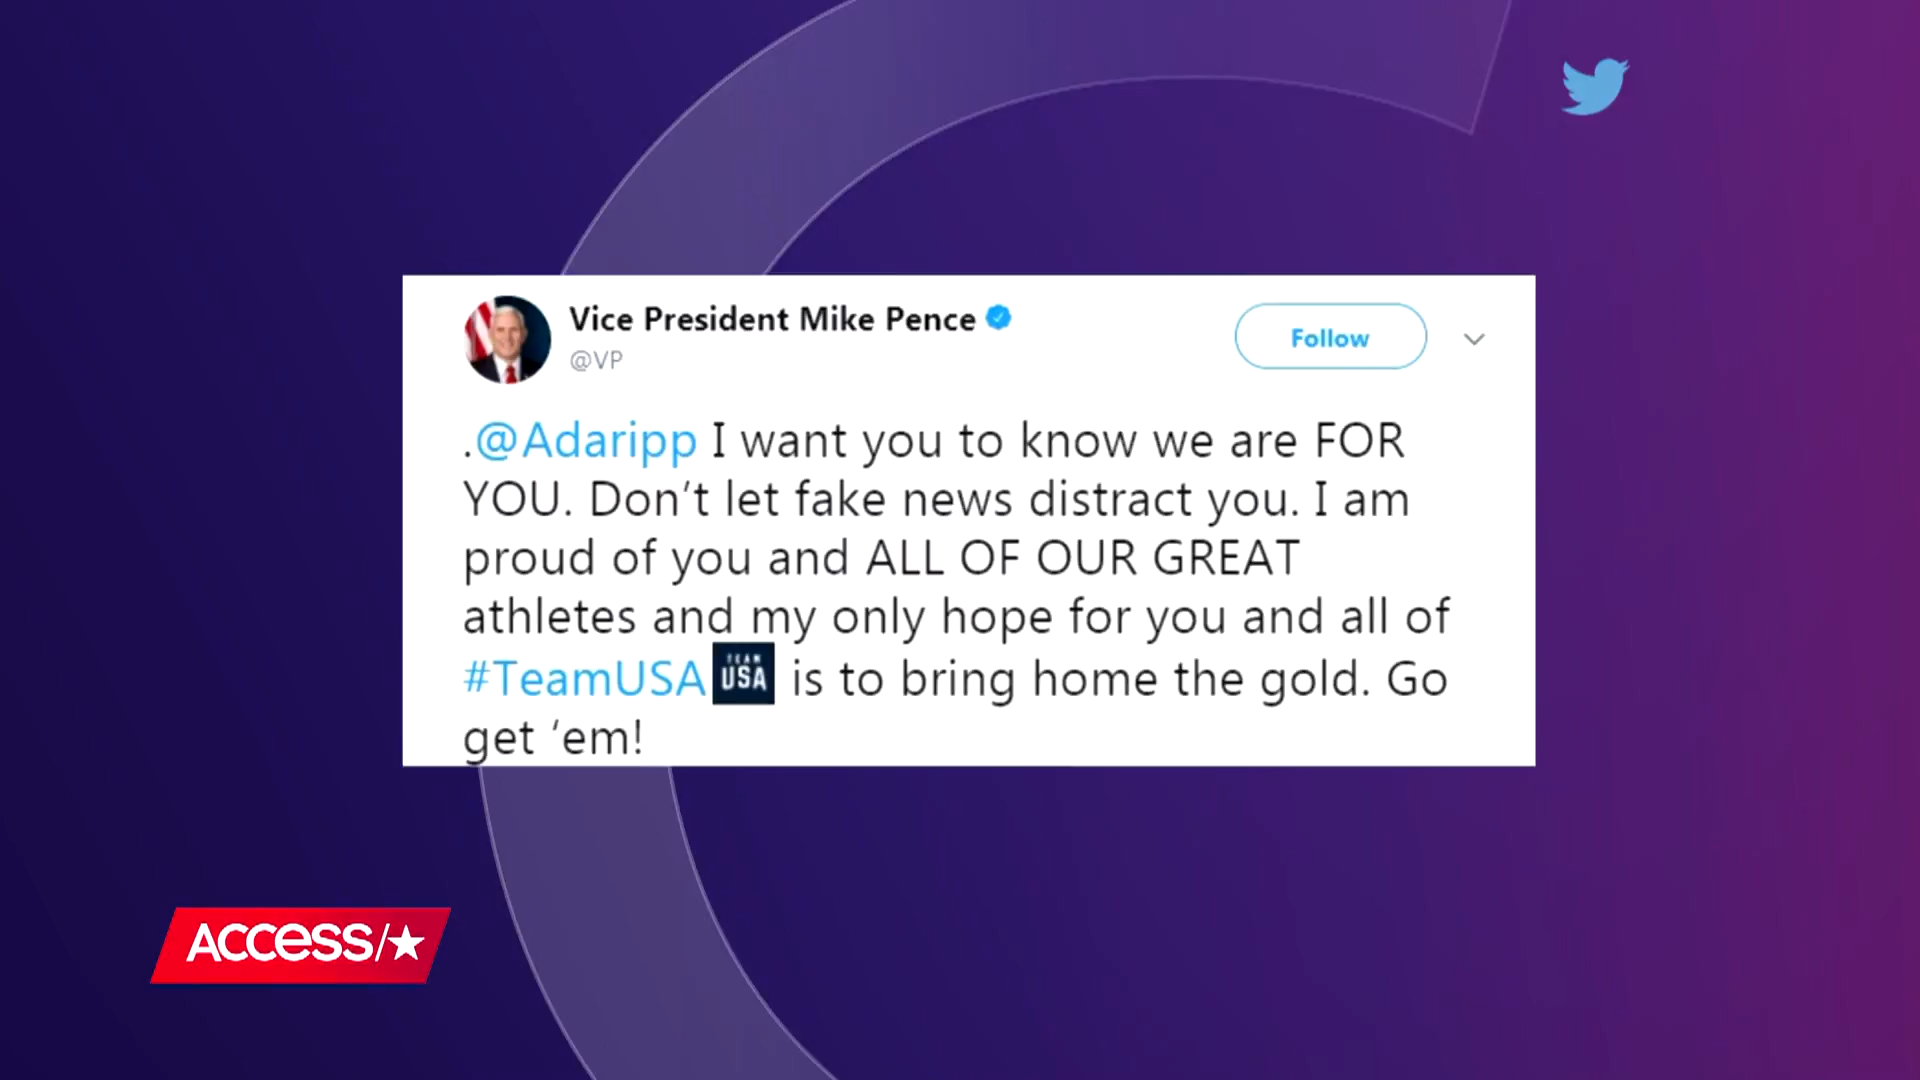 Vice President Mike Pence
@VP
Follow
.@Adaripp I want you to know we are FOR
YOU. Don’t let fake news distract you. I am
proud of you and ALL OF OUR GREAT
athletes and my only hope for you and all of
#TeamUSA TEAM USA is to bring home the gold. Go
get ‘em!
ACCESS/